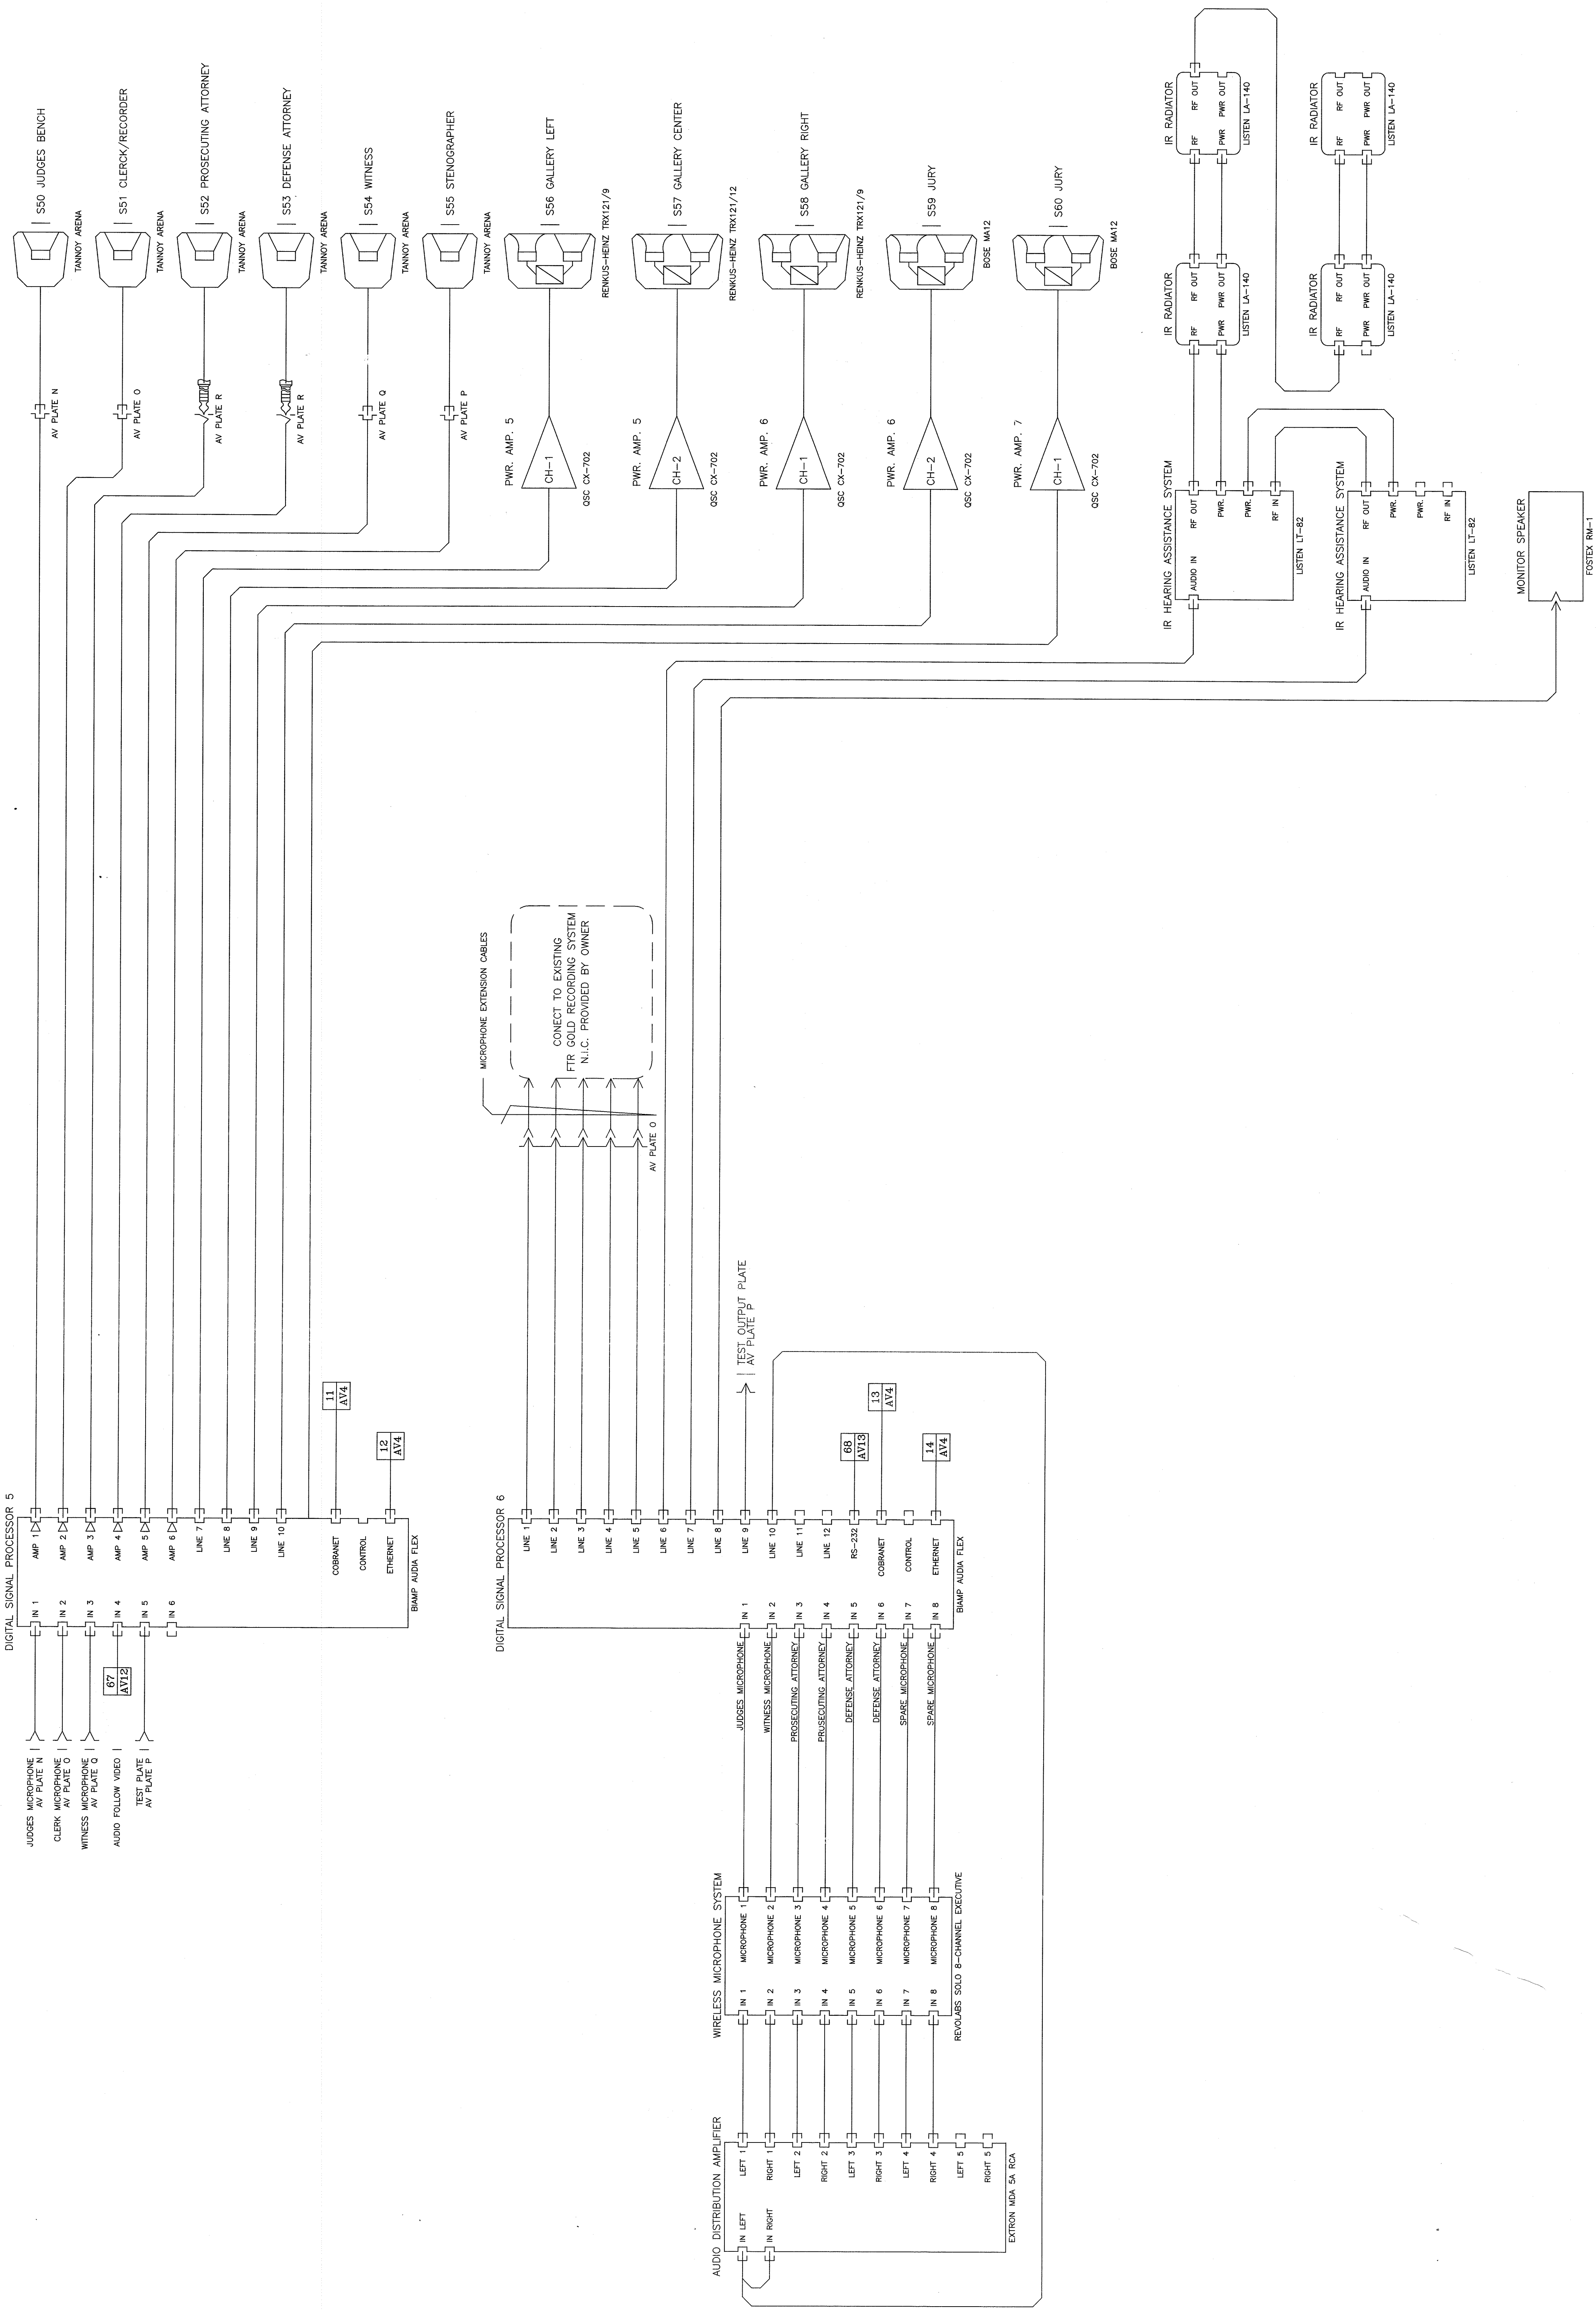 DIGITAL SIGNAL PROCESSOR 5
JUDGES MICROPHONE
AV PLATE N
CLERK MICROPHONE
AV PLATE O
WITNESS MICROPHONE
AV PLATE Q
AUDIO FOLLOW VIDEO
67
AV12
TEST PLATE
AV PLATE P
IN 1
IN 2
IN 3
IN 4
IN 5
IN 6
AMP 1
AMP 2
AMP 3
AMP 4
AMP 5
AMP 6
LINE 7
LINE 8
LINE 9
LINE 10
COBRANET
CONTROL
ETHERNET
BIAMP AUDIA FLEX
11
AV4
12
AV4
AV PLATE N
AV PLATE O
AV PLATE R
AV PLATE R
AV PLATE Q
AV PLATE P
S50 JUDGES BENCH
TANNOY ARENA
S51 CLERCK/RECORDER
TANNOY ARENA
S52 PROSECUTING ATTORNEY
TANNOY ARENA
S53 DEFENSE ATTORNEY
TANNOY ARENA
S54 WITNESS
TANNOY ARENA
S55 STENOGRAPHER
TANNOY ARENA
PWR. AMP. 5
CH-1
QSC CX-702
S56 GALLERY LEFT
RENKUS-HEINZ TRX121/9
PWR. AMP. 5
CH-2
QSC CX-702
S57 GALLERY CENTER
RENKUS-HEINZ TRX121/12
PWR. AMP. 6
CH-1
QSC CX-702
S58 GALLERY RIGHT
RENKUS-HEINZ TRX121/9
PWR. AMP. 6
CH-2
QSC CX-702
S59 JURY
BOSE MA12
PWR. AMP. 7
CH-1
QSC CX-702
S60 JURY
BOSE MA12
MICROPHONE EXTENSION CABLES
CONECT TO EXISTING
FTR GOLD RECORDING SYSTEM
N.I.C. PROVIDED BY OWNER
AV PLATE O
DIGITAL SIGNAL PROCESSOR 6
LINE 1
LINE 2
LINE 3
LINE 4
LINE 5
LINE 6
LINE 7
LINE 8
LINE 9
LINE 10
LINE 11
LINE 12
RS-232
COBRANET
CONTROL
ETHERNET
IN 1
IN 2
IN 3
IN 4
IN 5
IN 6
IN 7
IN 8
BIAMP AUDIA FLEX
TEST OUTPUT PLATE
AV PLATE P
68
AV13
13
AV4
14
AV4
JUDGES MICROPHONE
WITNESS MICROPHONE
PROSECUTING ATTORNEY
PRUSECUTING ATTORNEY
DEFENSE ATTORNEY
DEFENSE ATTORNEY
SPARE MICROPHONE
SPARE MICROPHONE
WIRELESS MICROPHONE SYSTEM
IN 1
IN 2
IN 3
IN 4
IN 5
IN 6
IN 7
IN 8
MICROPHONE 1
MICROPHONE 2
MICROPHONE 3
MICROPHONE 4
MICROPHONE 5
MICROPHONE 6
MICROPHONE 7
MICROPHONE 8
REVOLABS SOLO 8-CHANNEL EXECUTIVE
AUDIO DISTRIBUTION AMPLIFIER
IN LEFT
IN RIGHT
LEFT 1
RIGHT 1
LEFT 2
RIGHT 2
LEFT 3
RIGHT 3
LEFT 4
RIGHT 4
LEFT 5
RIGHT 5
EXTRON MDA 5A RCA
IR HEARING ASSISTANCE SYSTEM
AUDIO IN
RF OUT
PWR.
PWR.
RF IN
LISTEN LT-82
IR HEARING ASSISTANCE SYSTEM
AUDIO IN
RF OUT
PWR.
PWR.
RF IN
LISTEN LT-82
MONITOR SPEAKER
FOSTEX RM-1
IR RADIATOR
RF RF OUT
PWR PWR OUT
LISTEN LA-140
IR RADIATOR
RF RF OUT
PWR PWR OUT
LISTEN LA-140
IR RADIATOR
RF RF OUT
PWR PWR OUT
LISTEN LA-140
IR RADIATOR
RF RF OUT
PWR PWR OUT
LISTEN LA-140